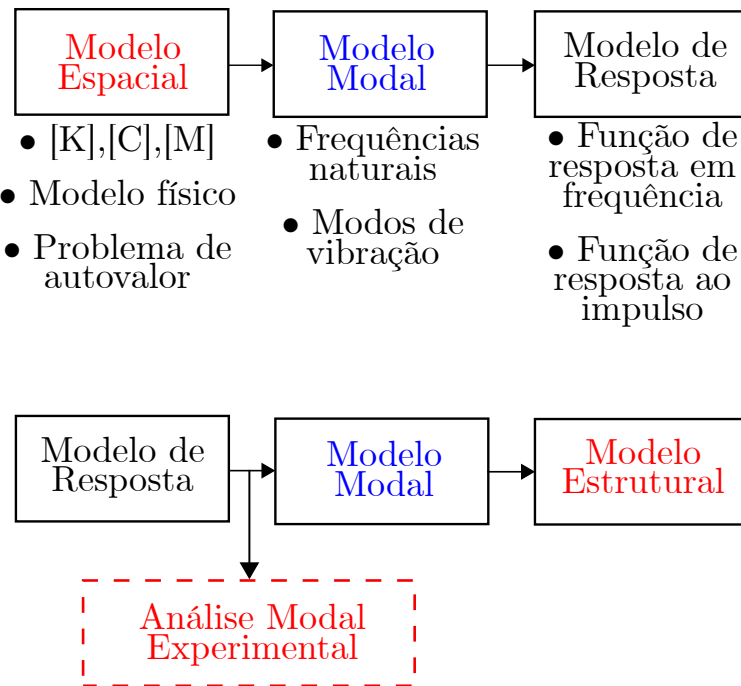 Modelo
Espacial
Modelo
Modal
Modelo de
Resposta
• [K],[C],[M]
• Modelo físico
• Problema de
autovalor
• Frequências
naturais
• Modos de
vibração
• Função de
resposta em
frequência
• Função de
resposta ao
impulso
Modelo de
Resposta
Modelo
Modal
Modelo
Estrutural
Análise Modal
Experimental